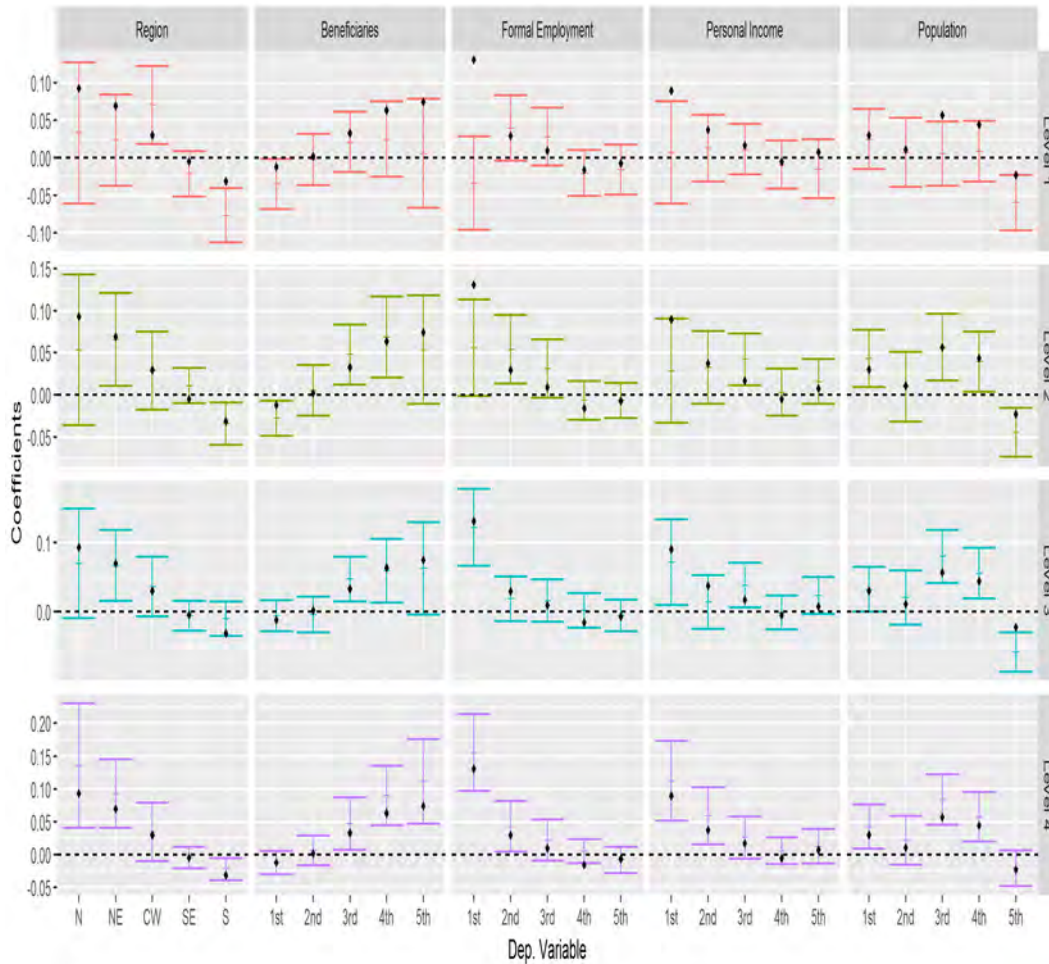 Region Beneficiaries Formal Employment Personal Income Population
0.10
0.05
0.00
-0.05
-0.10
Level 1
0.15
0.10
0.05
0.00
-0.05
Level 2
0.1
0.0
Level 3
0.20
0.15
0.10
0.05
0.00
-0.05
Level 4
Coefficients
N NE CW SE S 1st 2nd 3rd 4th 5th 1st 2nd 3rd 4th 5th 1st 2nd 3rd 4th 5th 1st 2nd 3rd 4th 5th
Dep. Variable